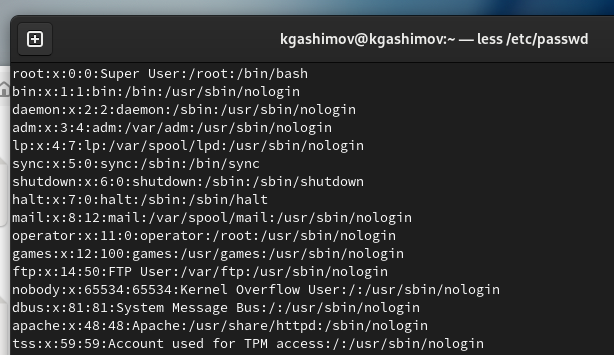 kgashimov@kgashimov:~ — less /etc/passwd
root:x:0:0:Super User:/root:/bin/bash
bin:x:1:1:bin:/bin:/usr/sbin/nologin
daemon:x:2:2:daemon:/sbin:/usr/sbin/nologin
adm:x:3:4:adm:/var/adm:/usr/sbin/nologin
lp:x:4:7:lp:/var/spool/lpd:/usr/sbin/nologin
sync:x:5:0:sync:/sbin:/bin/sync
shutdown:x:6:0:shutdown:/sbin:/sbin/shutdown
halt:x:7:0:halt:/sbin:/sbin/halt
mail:x:8:12:mail:/var/spool/mail:/usr/sbin/nologin
operator:x:11:0:operator:/root:/usr/sbin/nologin
games:x:12:100:games:/usr/games:/usr/sbin/nologin
ftp:x:14:50:FTP User:/var/ftp:/usr/sbin/nologin
nobody:x:65534:65534:Kernel Overflow User:/:/usr/sbin/nologin
dbus:x:81:81:System Message Bus:/:/usr/sbin/nologin
apache:x:48:48:Apache:/usr/share/httpd:/sbin/nologin
tss:x:59:59:Account used for TPM access:/:/usr/sbin/nologin